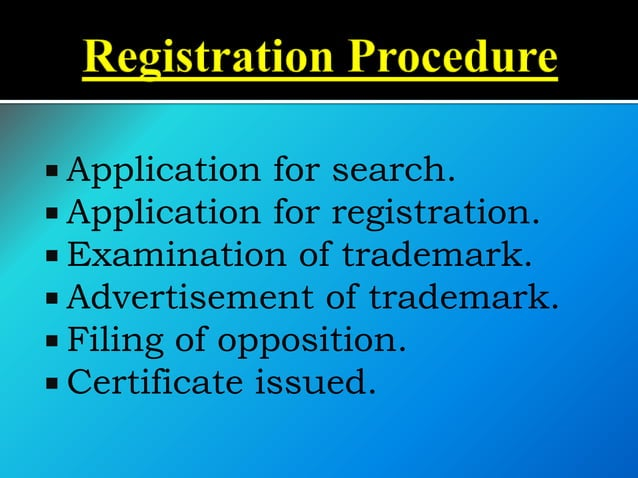 Registration Procedure
▪ Application for search.
▪ Application for registration.
▪ Examination of trademark.
▪ Advertisement of trademark.
▪ Filing of opposition.
▪ Certificate issued.